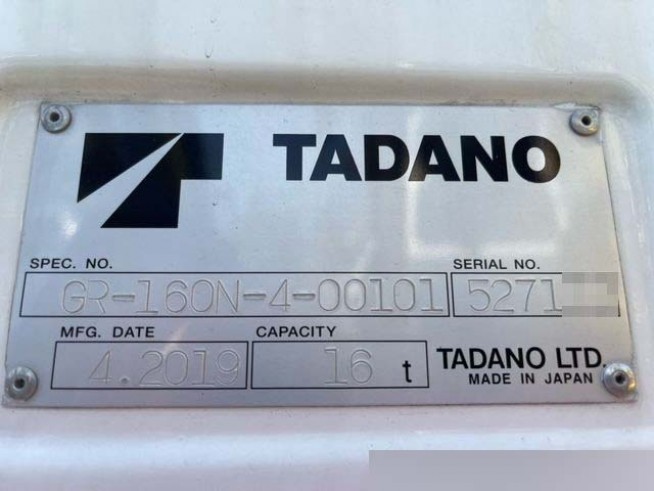 TADANO
SPEC. NO. SERIAL NO.
GR-160N-4-00101 5271
MFG. DATE CAPACITY
4.2019 16 t TADANO LTD.
MADE IN JAPAN